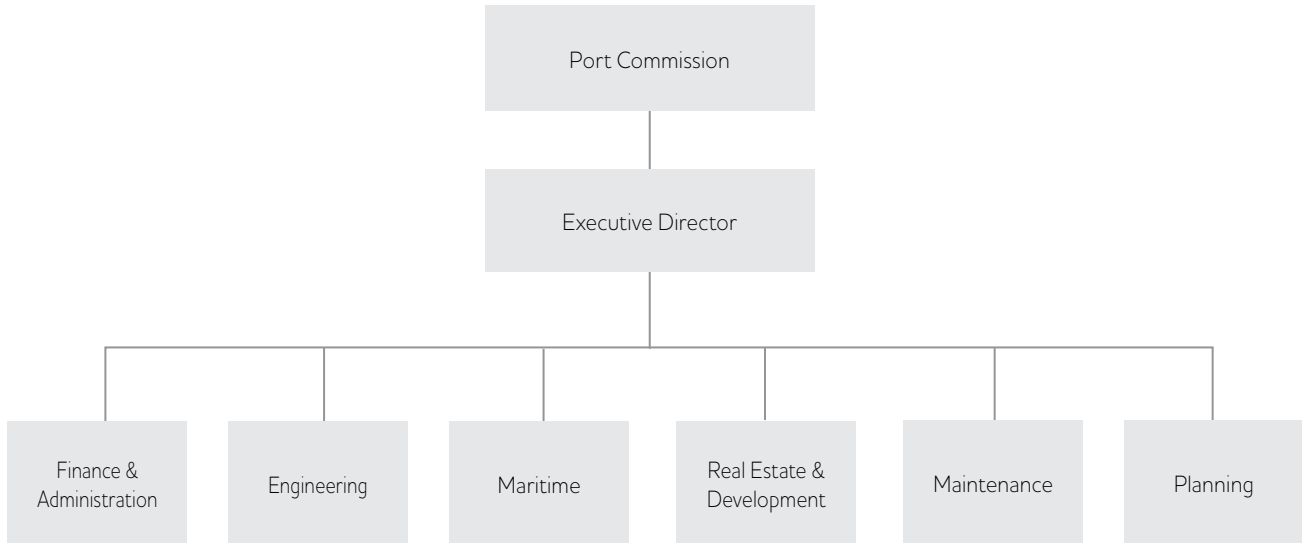 Port Commission
Executive Director
Finance &
Administration
Engineering
Maritime
Real Estate &
Development
Maintenance
Planning